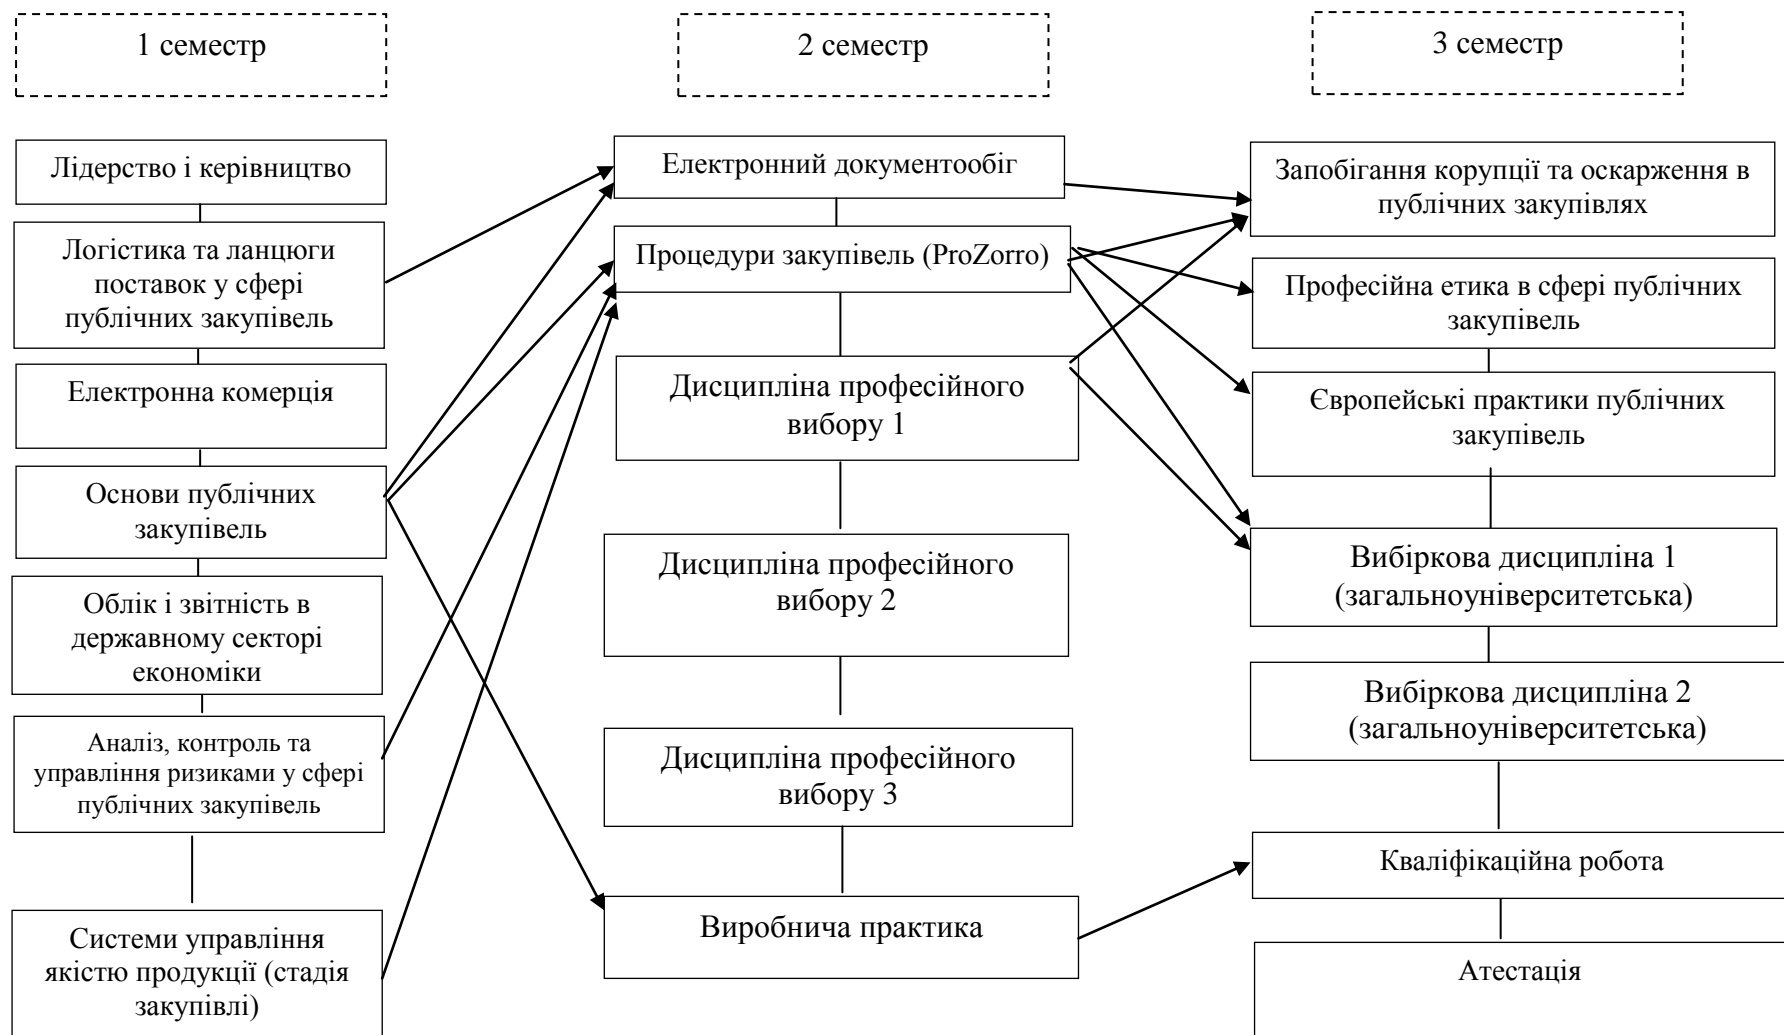 1 семестр
2 семестр
3 семестр
Лідерство і керівництво
Логістика та ланцюги
поставок у сфері
публічних закупівель
Електронна комерція
Основи публічних
закупівель
Облік і звітність в
державному секторі
економіки
Аналіз, контроль та
управління ризиками у сфері
публічних закупівель
Системи управління
якістю продукції (стадія
закупівлі)
Електронний документообіг
Процедури закупівель (ProZorro)
Дисципліна професійного
вибору 1
Дисципліна професійного
вибору 2
Дисципліна професійного
вибору 3
Виробнича практика
Запобігання корупції та оскарження в
публічних закупівлях
Професійна етика в сфері публічних
закупівель
Європейські практики публічних
закупівель
Вибіркова дисципліна 1
(загальноуніверситетська)
Вибіркова дисципліна 2
(загальноуніверситетська)
Кваліфікаційна робота
Атестація